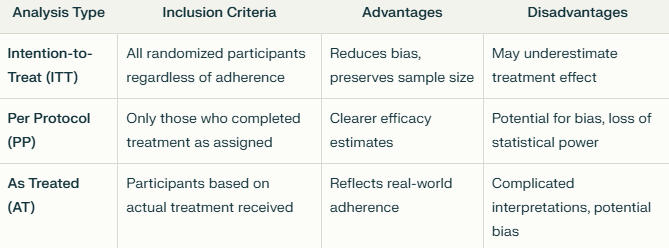 Analysis Type Inclusion Criteria Advantages Disadvantages
Intention-to- All randomized participants Reduces bias, May underestimate
Treat (ITT) regardless of adherence preserves sample size treatment effect
Per Protocol Only those who completed Clearer efficacy Potential for bias, loss of
(PP) treatment as assigned estimates statistical power
As Treated Participants based on Reflects real-world Complicated
(AT) actual treatment received adherence interpretations, potential
bias